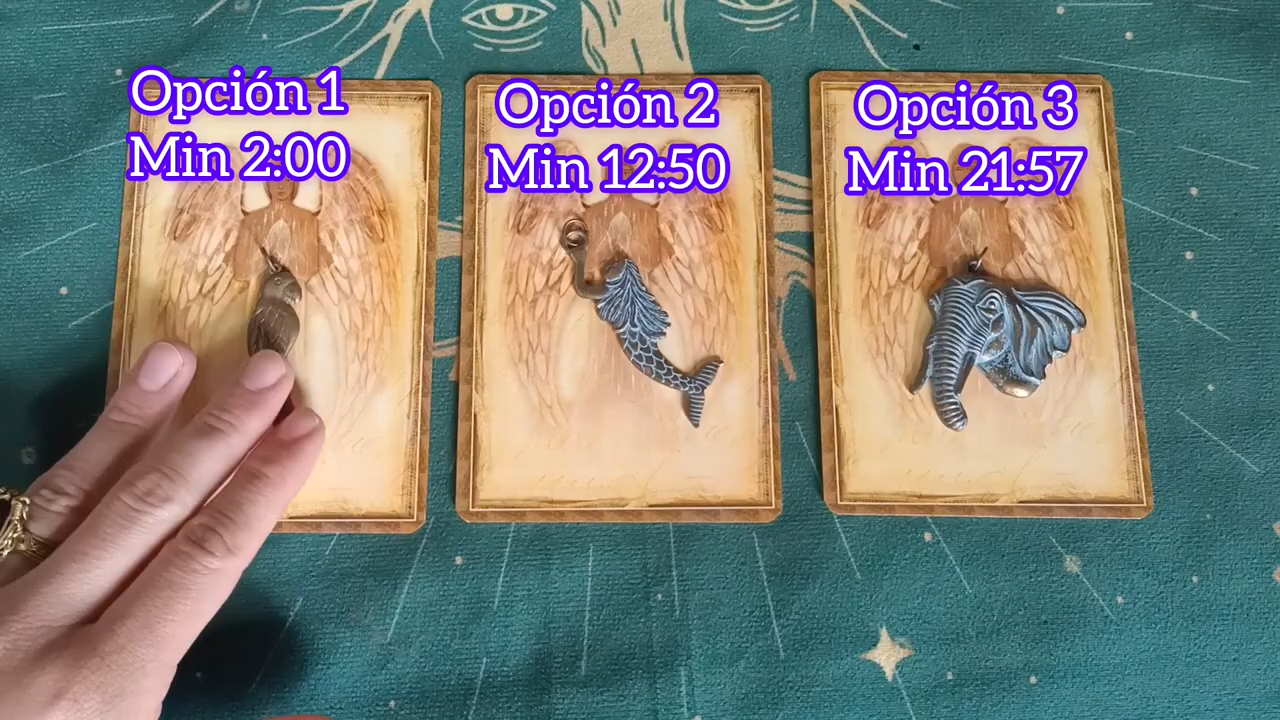 Opción 1
Min 2:00
Opción 2
Min 12:50
Opción 3
Min 21:57